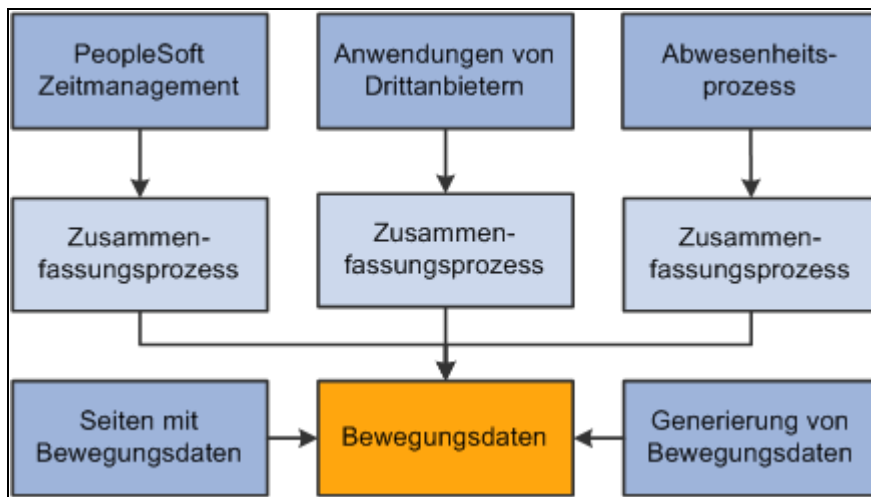 PeopleSoft
Zeitmanagement
Anwendungen von
Drittanbietern
Abwesenheits-
prozess
Zusammen-
fassungsprozess
Zusammen-
fassungsprozess
Zusammen-
fassungsprozess
Seiten mit
Bewegungsdaten
Bewegungsdaten
Generierung von
Bewegungsdaten